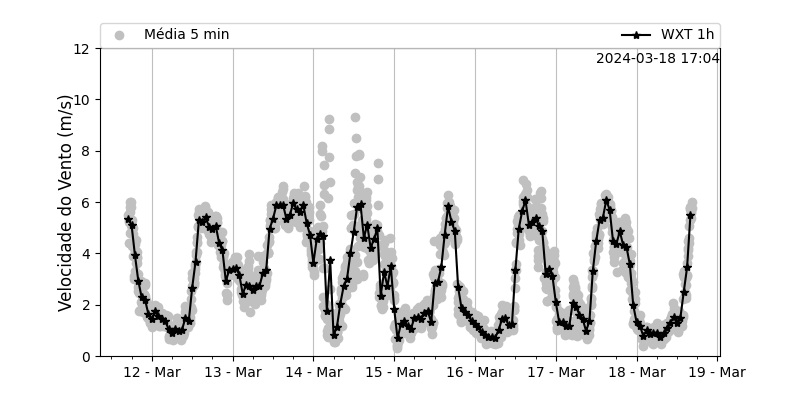 Média 5 min
WXT 1h
2024-03-18 17:04
Velocidade do Vento (m/s)
12
10
8
6
4
2
0
12 - Mar
13 - Mar
14 - Mar
15 - Mar
16 - Mar
17 - Mar
18 - Mar
19 - Mar